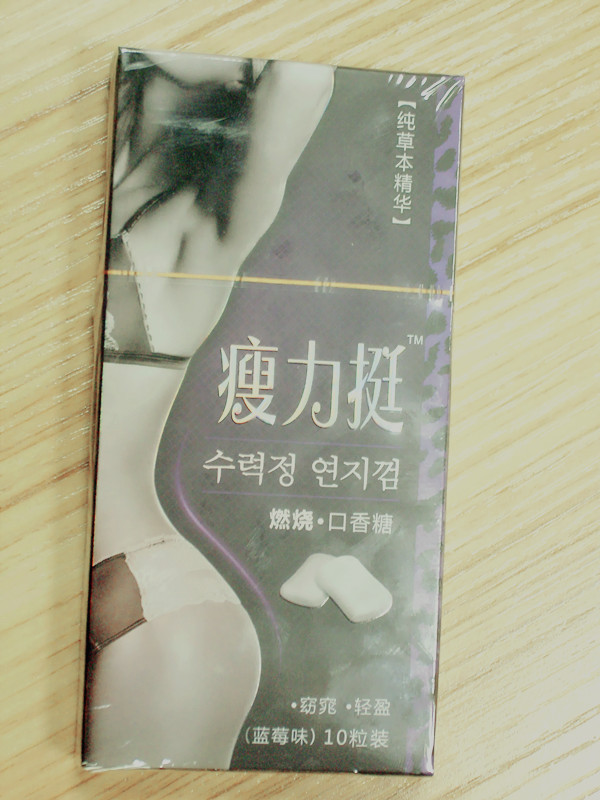 【纯草本精华】
瘦力挺™
수력정 연지껌
燃烧·口香糖
·窈窕 ·轻盈
(蓝莓味) 10粒装